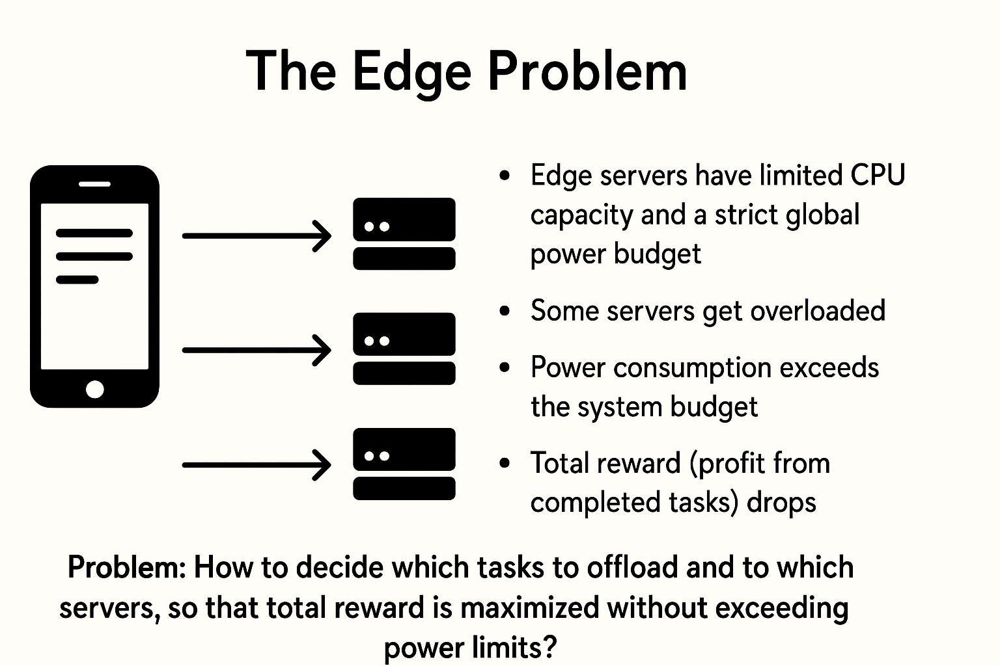 The Edge Problem
• Edge servers have limited CPU
capacity and a strict global
power budget
• Some servers get overloaded
• Power consumption exceeds
the system budget
• Total reward (profit from
completed tasks) drops
Problem: How to decide which tasks to offload and to which
servers, so that total reward is maximized without exceeding
power limits?